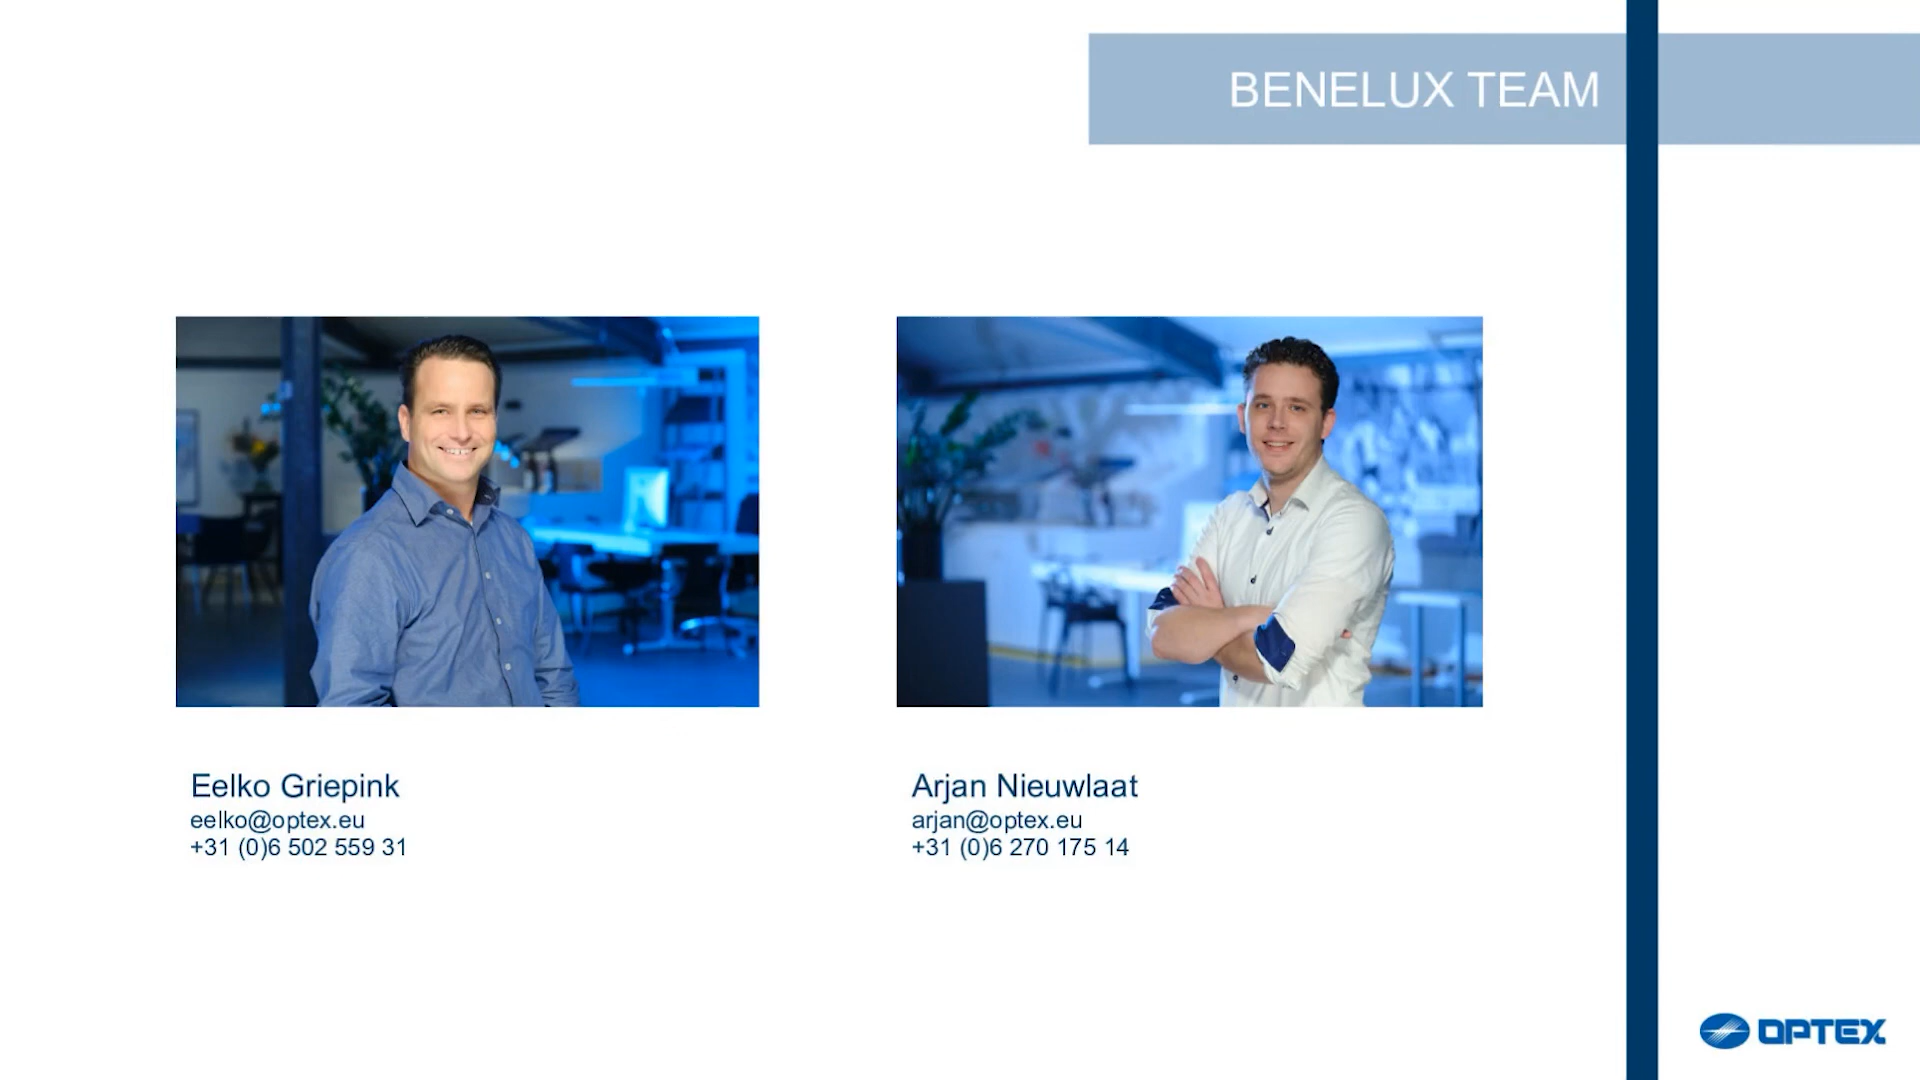 BENELUX TEAM
Eelko Griepink
eelko@optex.eu
+31 (0)6 502 559 31
Arjan Nieuwlaat
arjan@optex.eu
+31 (0)6 270 175 14
OPTEX